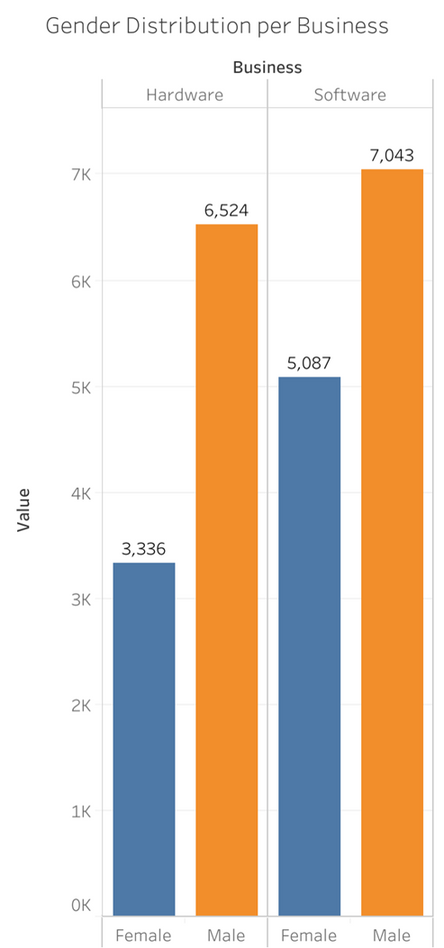 Gender Distribution per Business
Business
Hardware Software
7,043
7K
6,524
6K
5,087
5K
4K
Value
3,336
3K
2K
1K
0K
Female Male Female Male